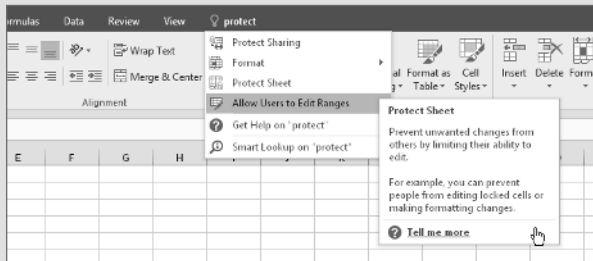 ormulas Data Review View protect
Protect Sharing
Format
Protect Sheet
Allow Users to Edit Ranges
Get Help on "protect"
Smart Lookup on "protect"
Wrap Text
Merge & Center
Alignment
al Format as Cell
Table Styles
Insert Delete Form
Protect Sheet
Prevent unwanted changes from
others by limiting their ability to
edit.
For example, you can prevent
people from editing locked cells or
making formatting changes.
Tell me more
E F G H